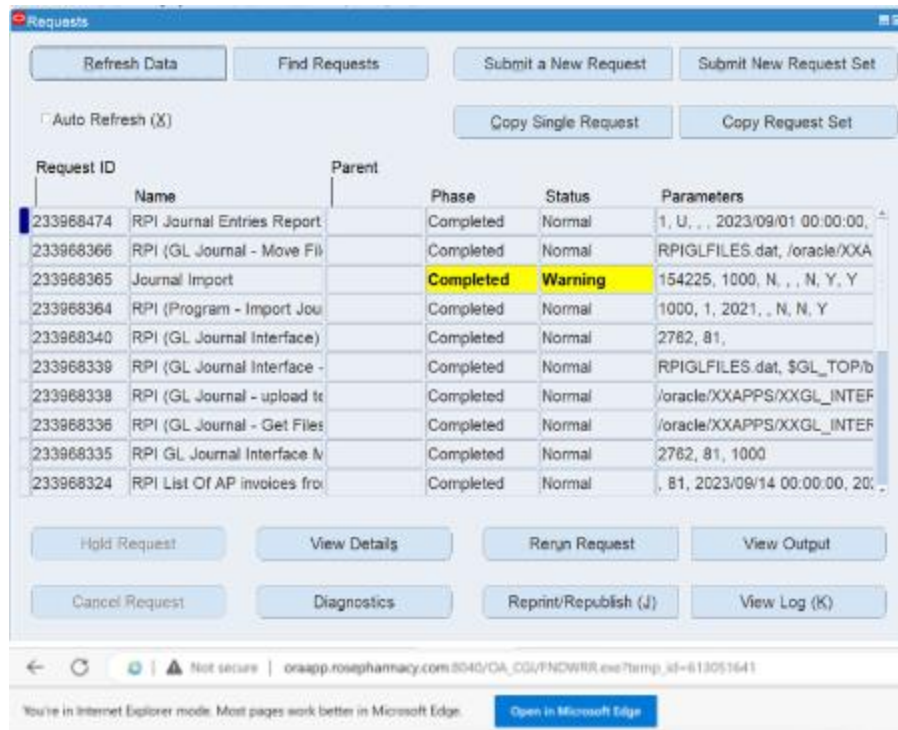 Requests
Refresh Data Find Requests Submit a New Request Submit New Request Set
Auto Refresh (X) Copy Single Request Copy Request Set
Request ID Parent
Name Phase Status Parameters
233968474 RPI Journal Entries Report Completed Normal 1, U, , , 2023/09/01 00:00:00,
233968366 RPI (GL Journal - Move File Completed Normal RPIGLFILES.dat, /oracle/XXA
233968365 Journal Import Completed Warning 154225, 1000, N, , , N, Y, Y
233968364 RPI (Program - Import Jou Completed Normal 1000, 1, 2021, , N, N, Y
233968340 RPI (GL Journal Interface) Completed Normal 2762, 81,
233968339 RPI (GL Journal Interface - Completed Normal RPIGLFILES.dat, $GL_TOP/b
233968338 RPI (GL Journal - upload to Completed Normal /oracle/XXAPPS/XXGL_INTEF
233968336 RPI (GL Journal - Get Files Completed Normal /oracle/XXAPPS/XXGL_INTEF
233968335 RPI GL Journal Interface M Completed Normal 2762, 81, 1000
233968324 RPI List Of AP invoices fro Completed Normal , 81, 2023/09/14 00:00:00, 20
Hold Request View Details Rerun Request View Output
Cancel Request Diagnostics Reprint/Republish (J) View Log (K)
Not secure | oraapp.rosepharmacy.com:8040/OA_CGI/FNDWRR.exe?temp_id=613051641
You're in Internet Explorer mode. Most pages work better in Microsoft Edge. Open in Microsoft Edge